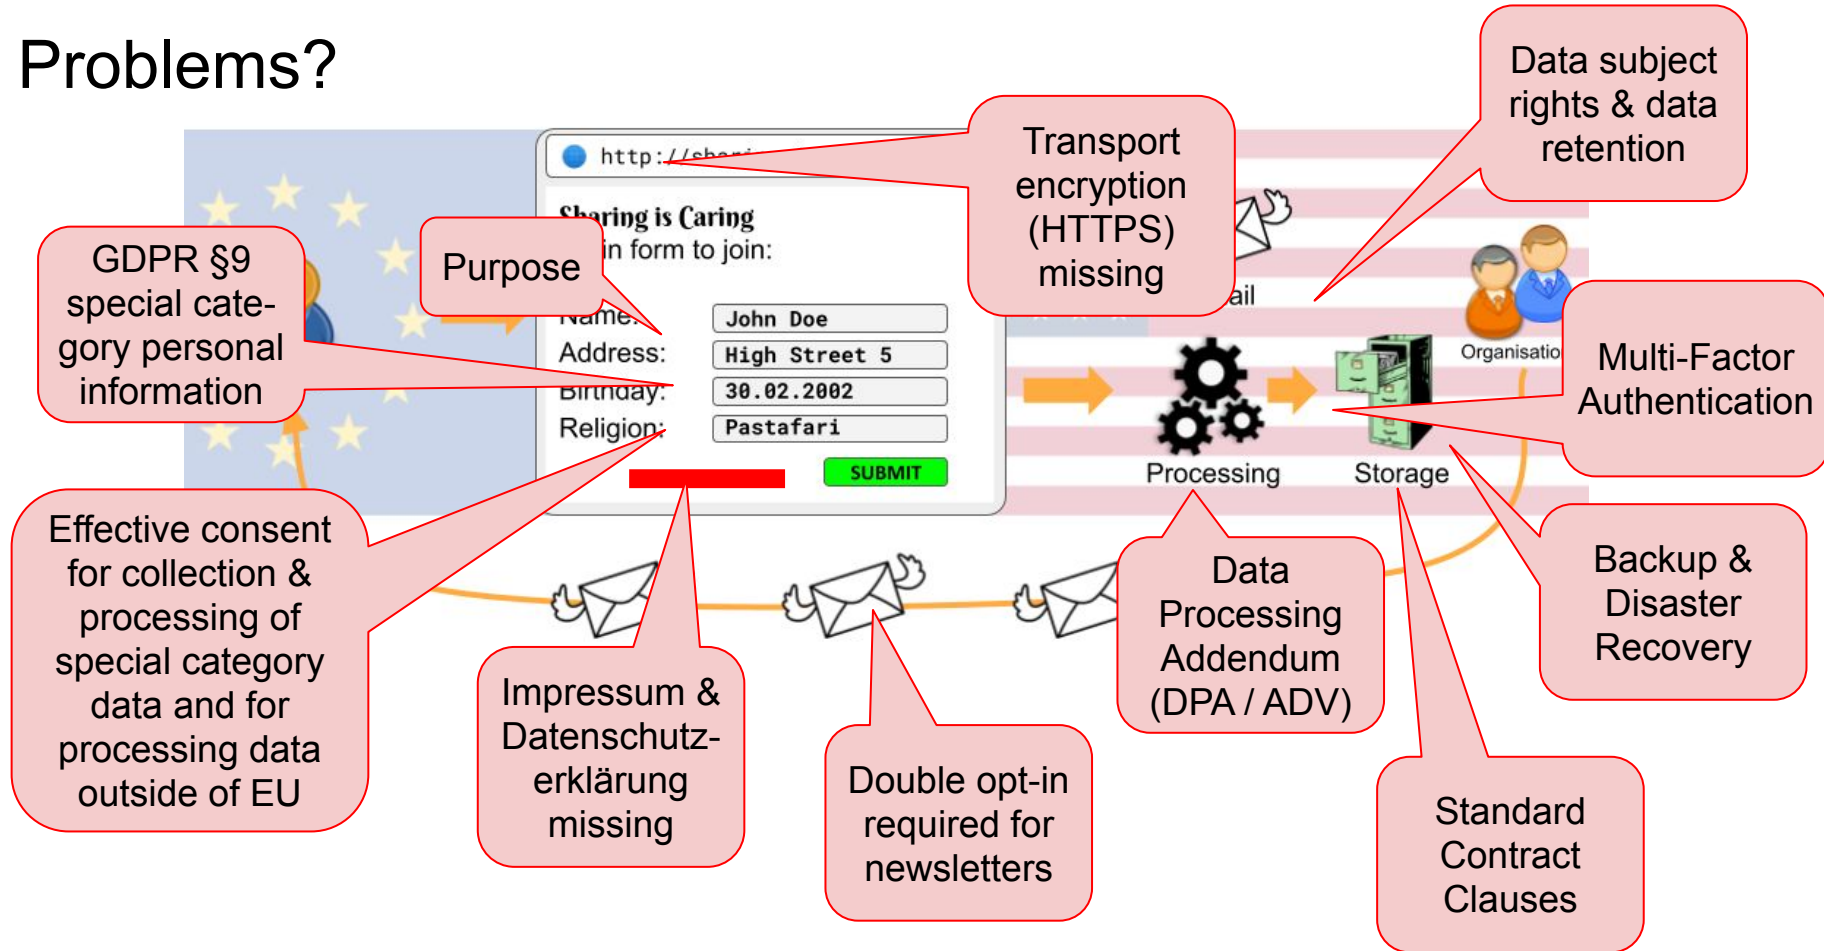 Problems?
Data subject
rights & data
retention
Transport
encryption
(HTTPS)
missing
http://
Sharing is Caring
in form to join:
Purpose
GDPR §9
special cate-
gory personal
information
Name:
John Doe
Address:
High Street 5
Birthday:
30.02.2002
Religion:
Pastafari
SUBMIT
Organisation
Multi-Factor
Authentication
Processing
Storage
Effective consent
for collection &
processing of
special category
data and for
processing data
outside of EU
Impressum &
Datenschutz-
erklärung
missing
Double opt-in
required for
newsletters
Data
Processing
Addendum
(DPA / ADV)
Backup &
Disaster
Recovery
Standard
Contract
Clauses